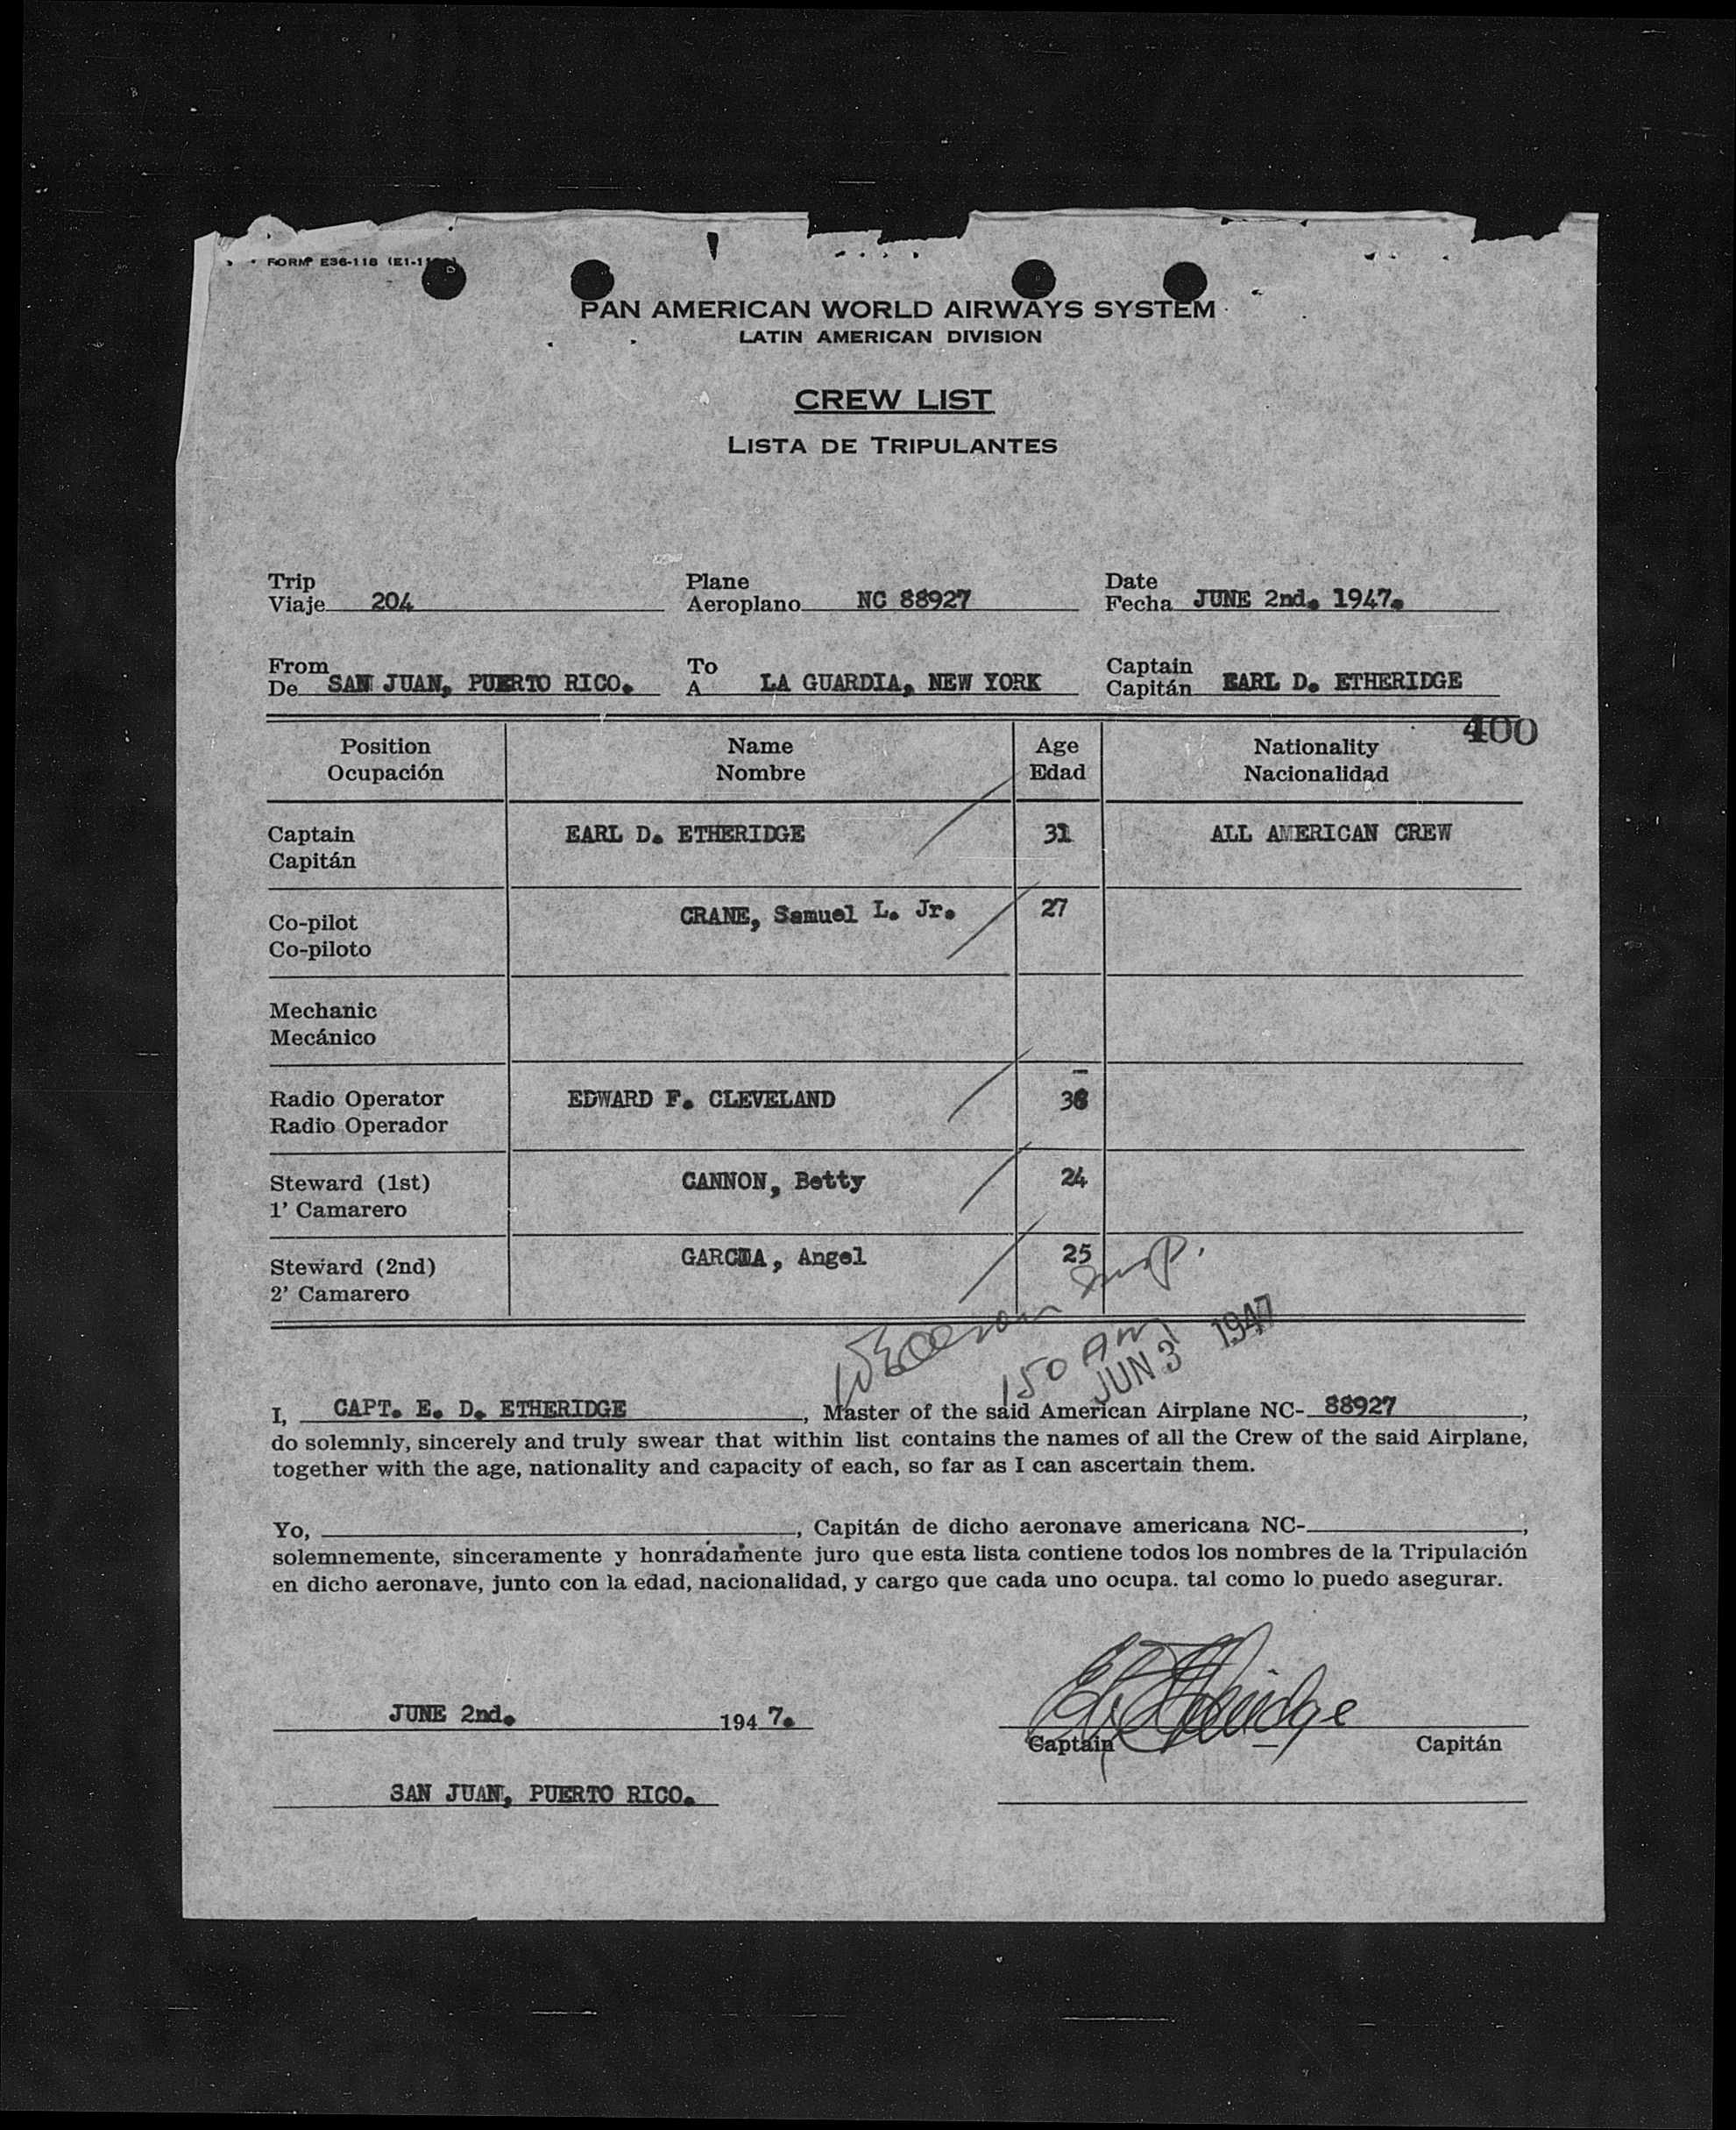 FORM E36-118 (E1-1
PAN AMERICAN WORLD AIRWAYS SYSTEM
LATIN AMERICAN DIVISION
CREW LIST
LISTA DE TRIPULANTES
Trip Plane Date
Viaje 204 Aeroplano NC 88927 Fecha JUNE 2nd. 1947.
From To Captain
De SAN JUAN, PUERTO RICO. A LA GUARDIA, NEW YORK Capitán EARL D. ETHERIDGE
400
Position Name Age Nationality
Ocupación Nombre Edad Nacionalidad
Captain EARL D. ETHERIDGE 31 ALL AMERICAN CREW
Capitán
Co-pilot CRANE, Samuel L. Jr. 27
Co-piloto
Mechanic
Mecánico
Radio Operator EDWARD F. CLEVELAND 38
Radio Operador
Steward (1st) CANNON, Betty 24
1' Camarero
Steward (2nd) GARCIA, Angel 25
2' Camarero
Insp.
150 AM
JUN 3 1947
I, CAPT. E. D. ETHERIDGE, Master of the said American Airplane NC- 88927,
do solemnly, sincerely and truly swear that within list contains the names of all the Crew of the said Airplane,
together with the age, nationality and capacity of each, so far as I can ascertain them.
Yo, , Capitán de dicho aeronave americana NC- ,
solemnemente, sinceramente y honradamente juro que esta lista contiene todos los nombres de la Tripulación
en dicho aeronave, junto con la edad, nacionalidad, y cargo que cada uno ocupa. tal como lo puedo asegurar.
E. D. Etheridge
JUNE 2nd. 1947.
Captain Capitán
SAN JUAN, PUERTO RICO.